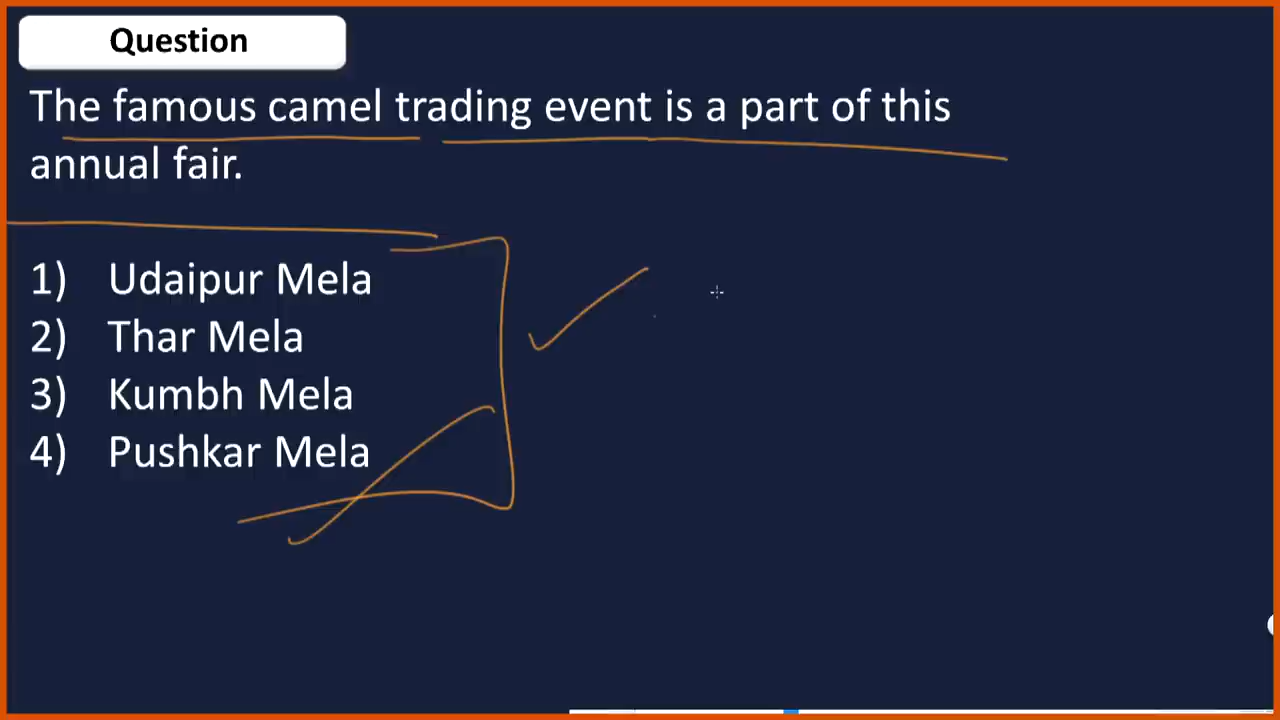 Question
The famous camel trading event is a part of this
annual fair.
1) Udaipur Mela
2) Thar Mela
3) Kumbh Mela
4) Pushkar Mela